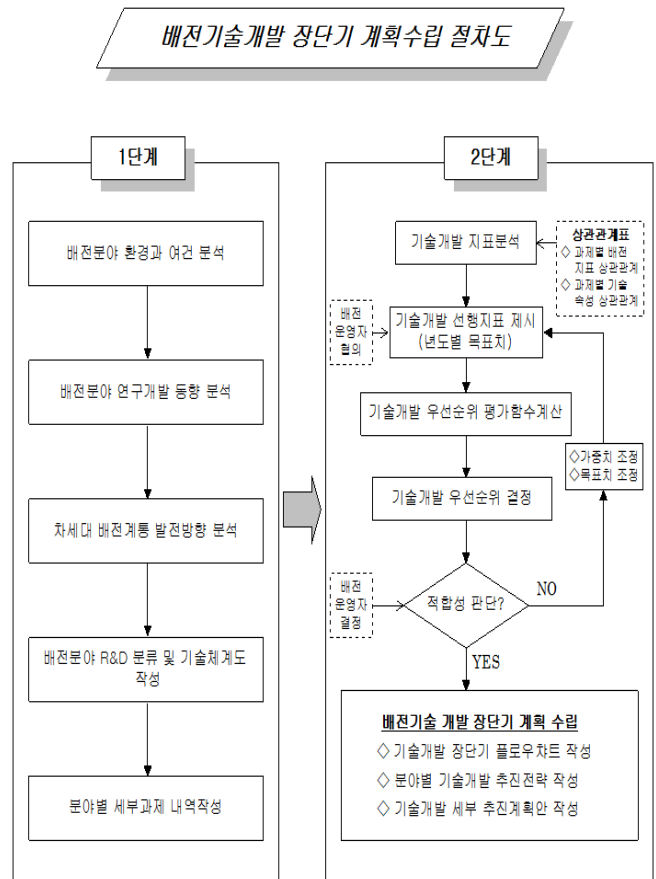 배전기술개발 장단기 계획수립 절차도
1단계
배전분야 환경과 여건 분석
배전분야 연구개발 동향 분석
차세대 배전계통 발전방향 분석
배전분야 R&D 분류 및 기술체계도
작성
분야별 세부과제 내역작성
2단계
기술개발 지표분석
상관관계표
◇ 과제별 배전
지표 상관관계
◇ 과제별 기술
속성 상관관계
배전
운영자
협의
기술개발 선행지표 제시
(년도별 목표치)
기술개발 우선순위 평가함수계산
◇가중치 조정
◇목표치 조정
기술개발 우선순위 결정
배전
운영자
결정
적합성 판단?
NO
YES
배전기술 개발 장단기 계획 수립
◇ 기술개발 장단기 플로우챠트 작성
◇ 분야별 기술개발 추진전략 작성
◇ 기술개발 세부 추진계획안 작성